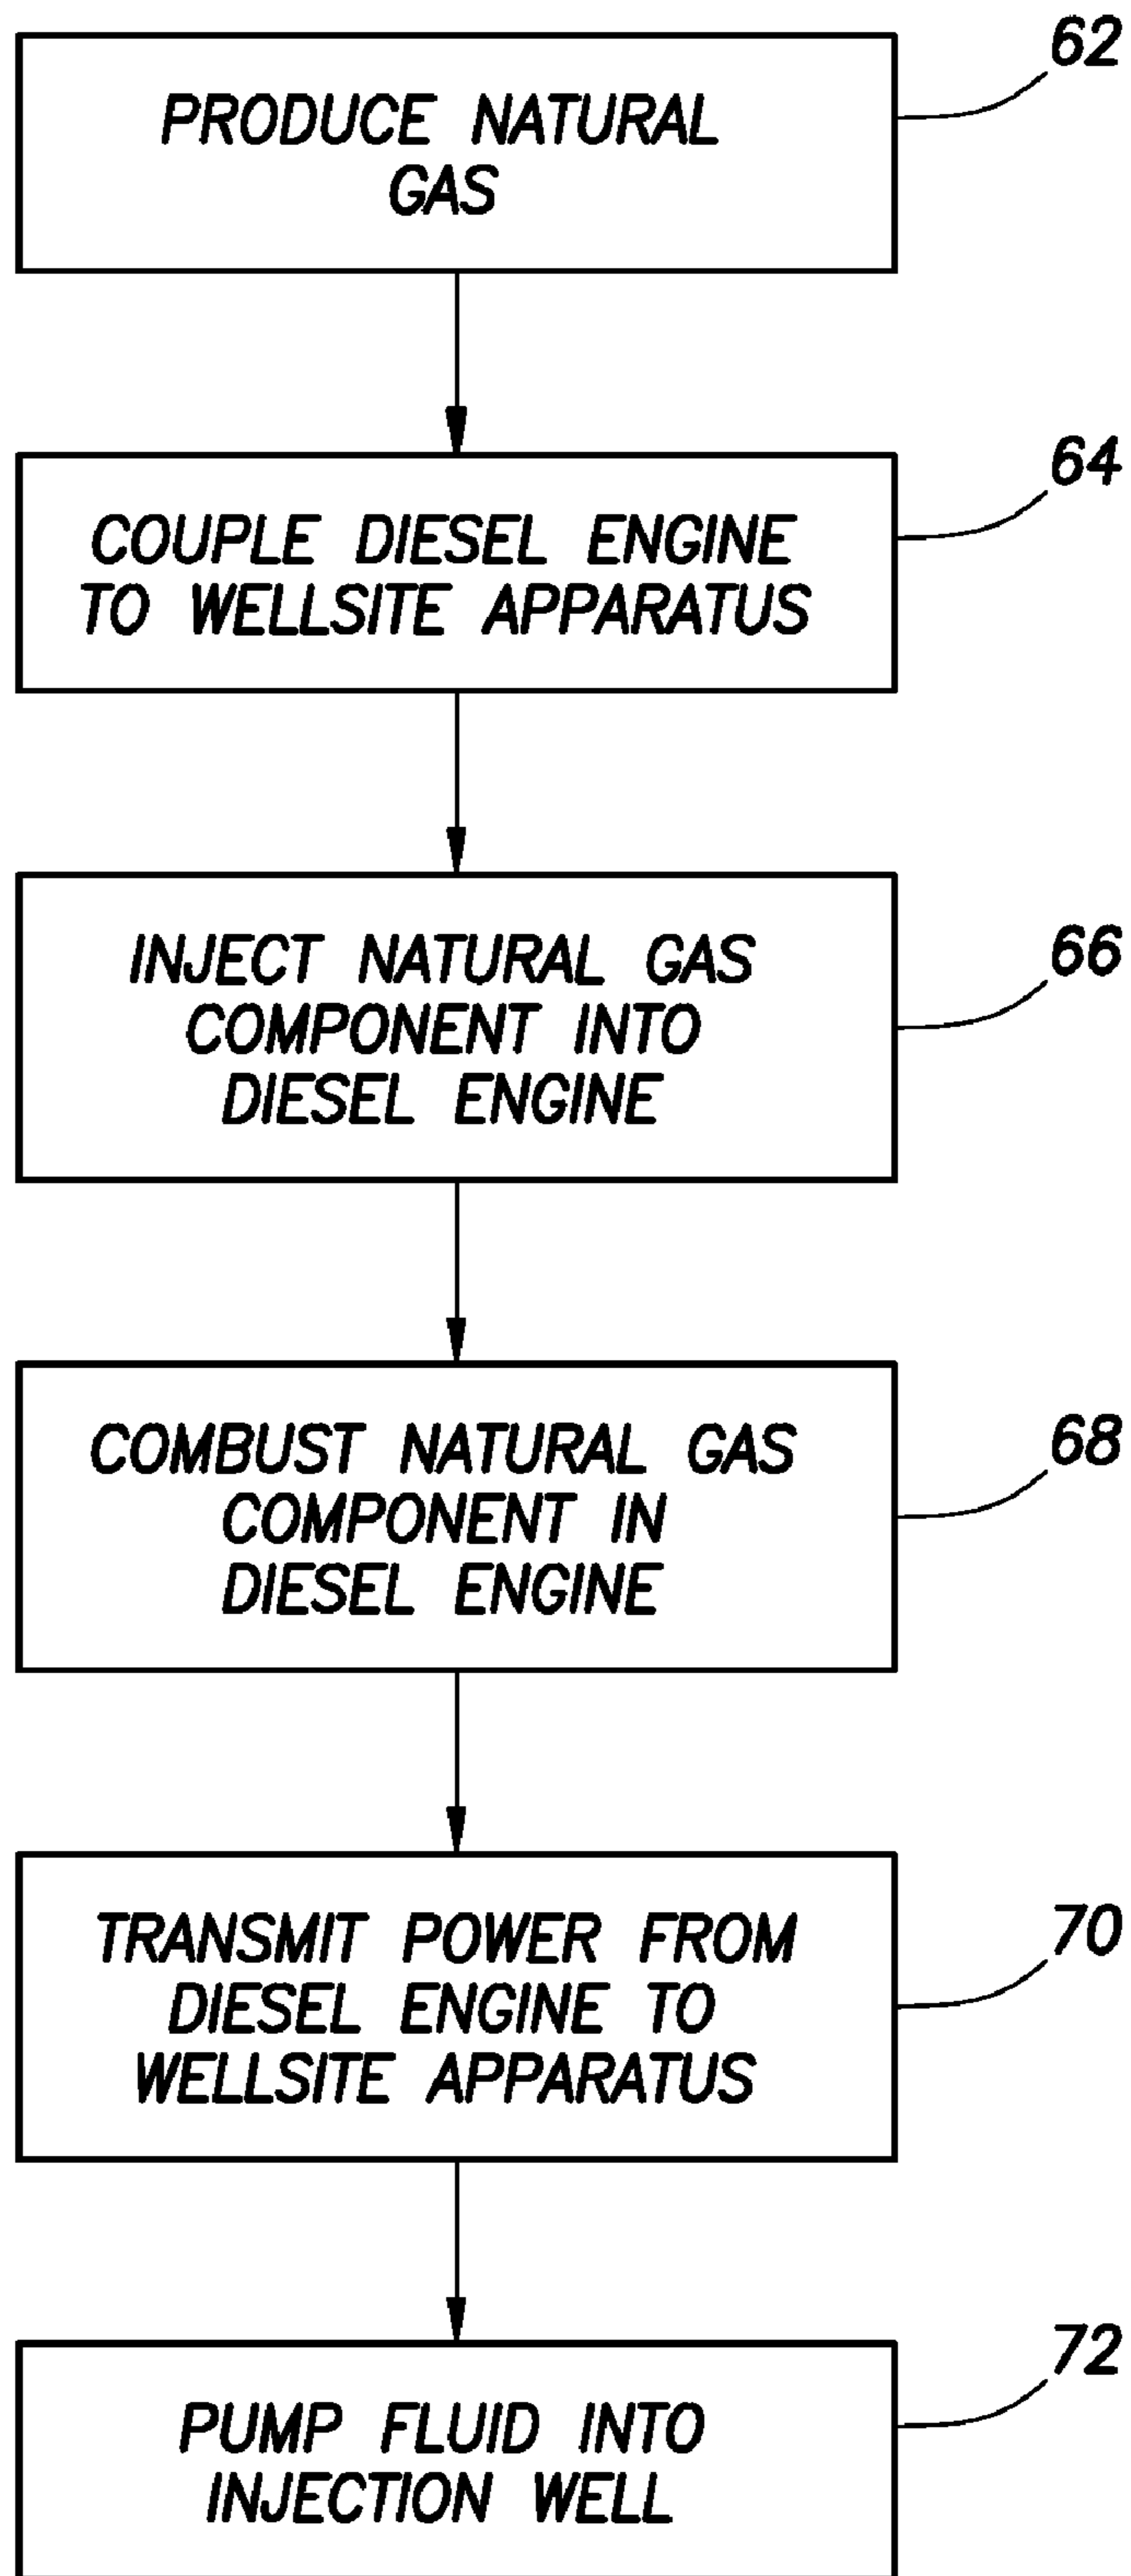 62
PRODUCE NATURAL
GAS
64
COUPLE DIESEL ENGINE
TO WELLSITE APPARATUS
66
INJECT NATURAL GAS
COMPONENT INTO
DIESEL ENGINE
68
COMBUST NATURAL GAS
COMPONENT IN
DIESEL ENGINE
70
TRANSMIT POWER FROM
DIESEL ENGINE TO
WELLSITE APPARATUS
72
PUMP FLUID INTO
INJECTION WELL